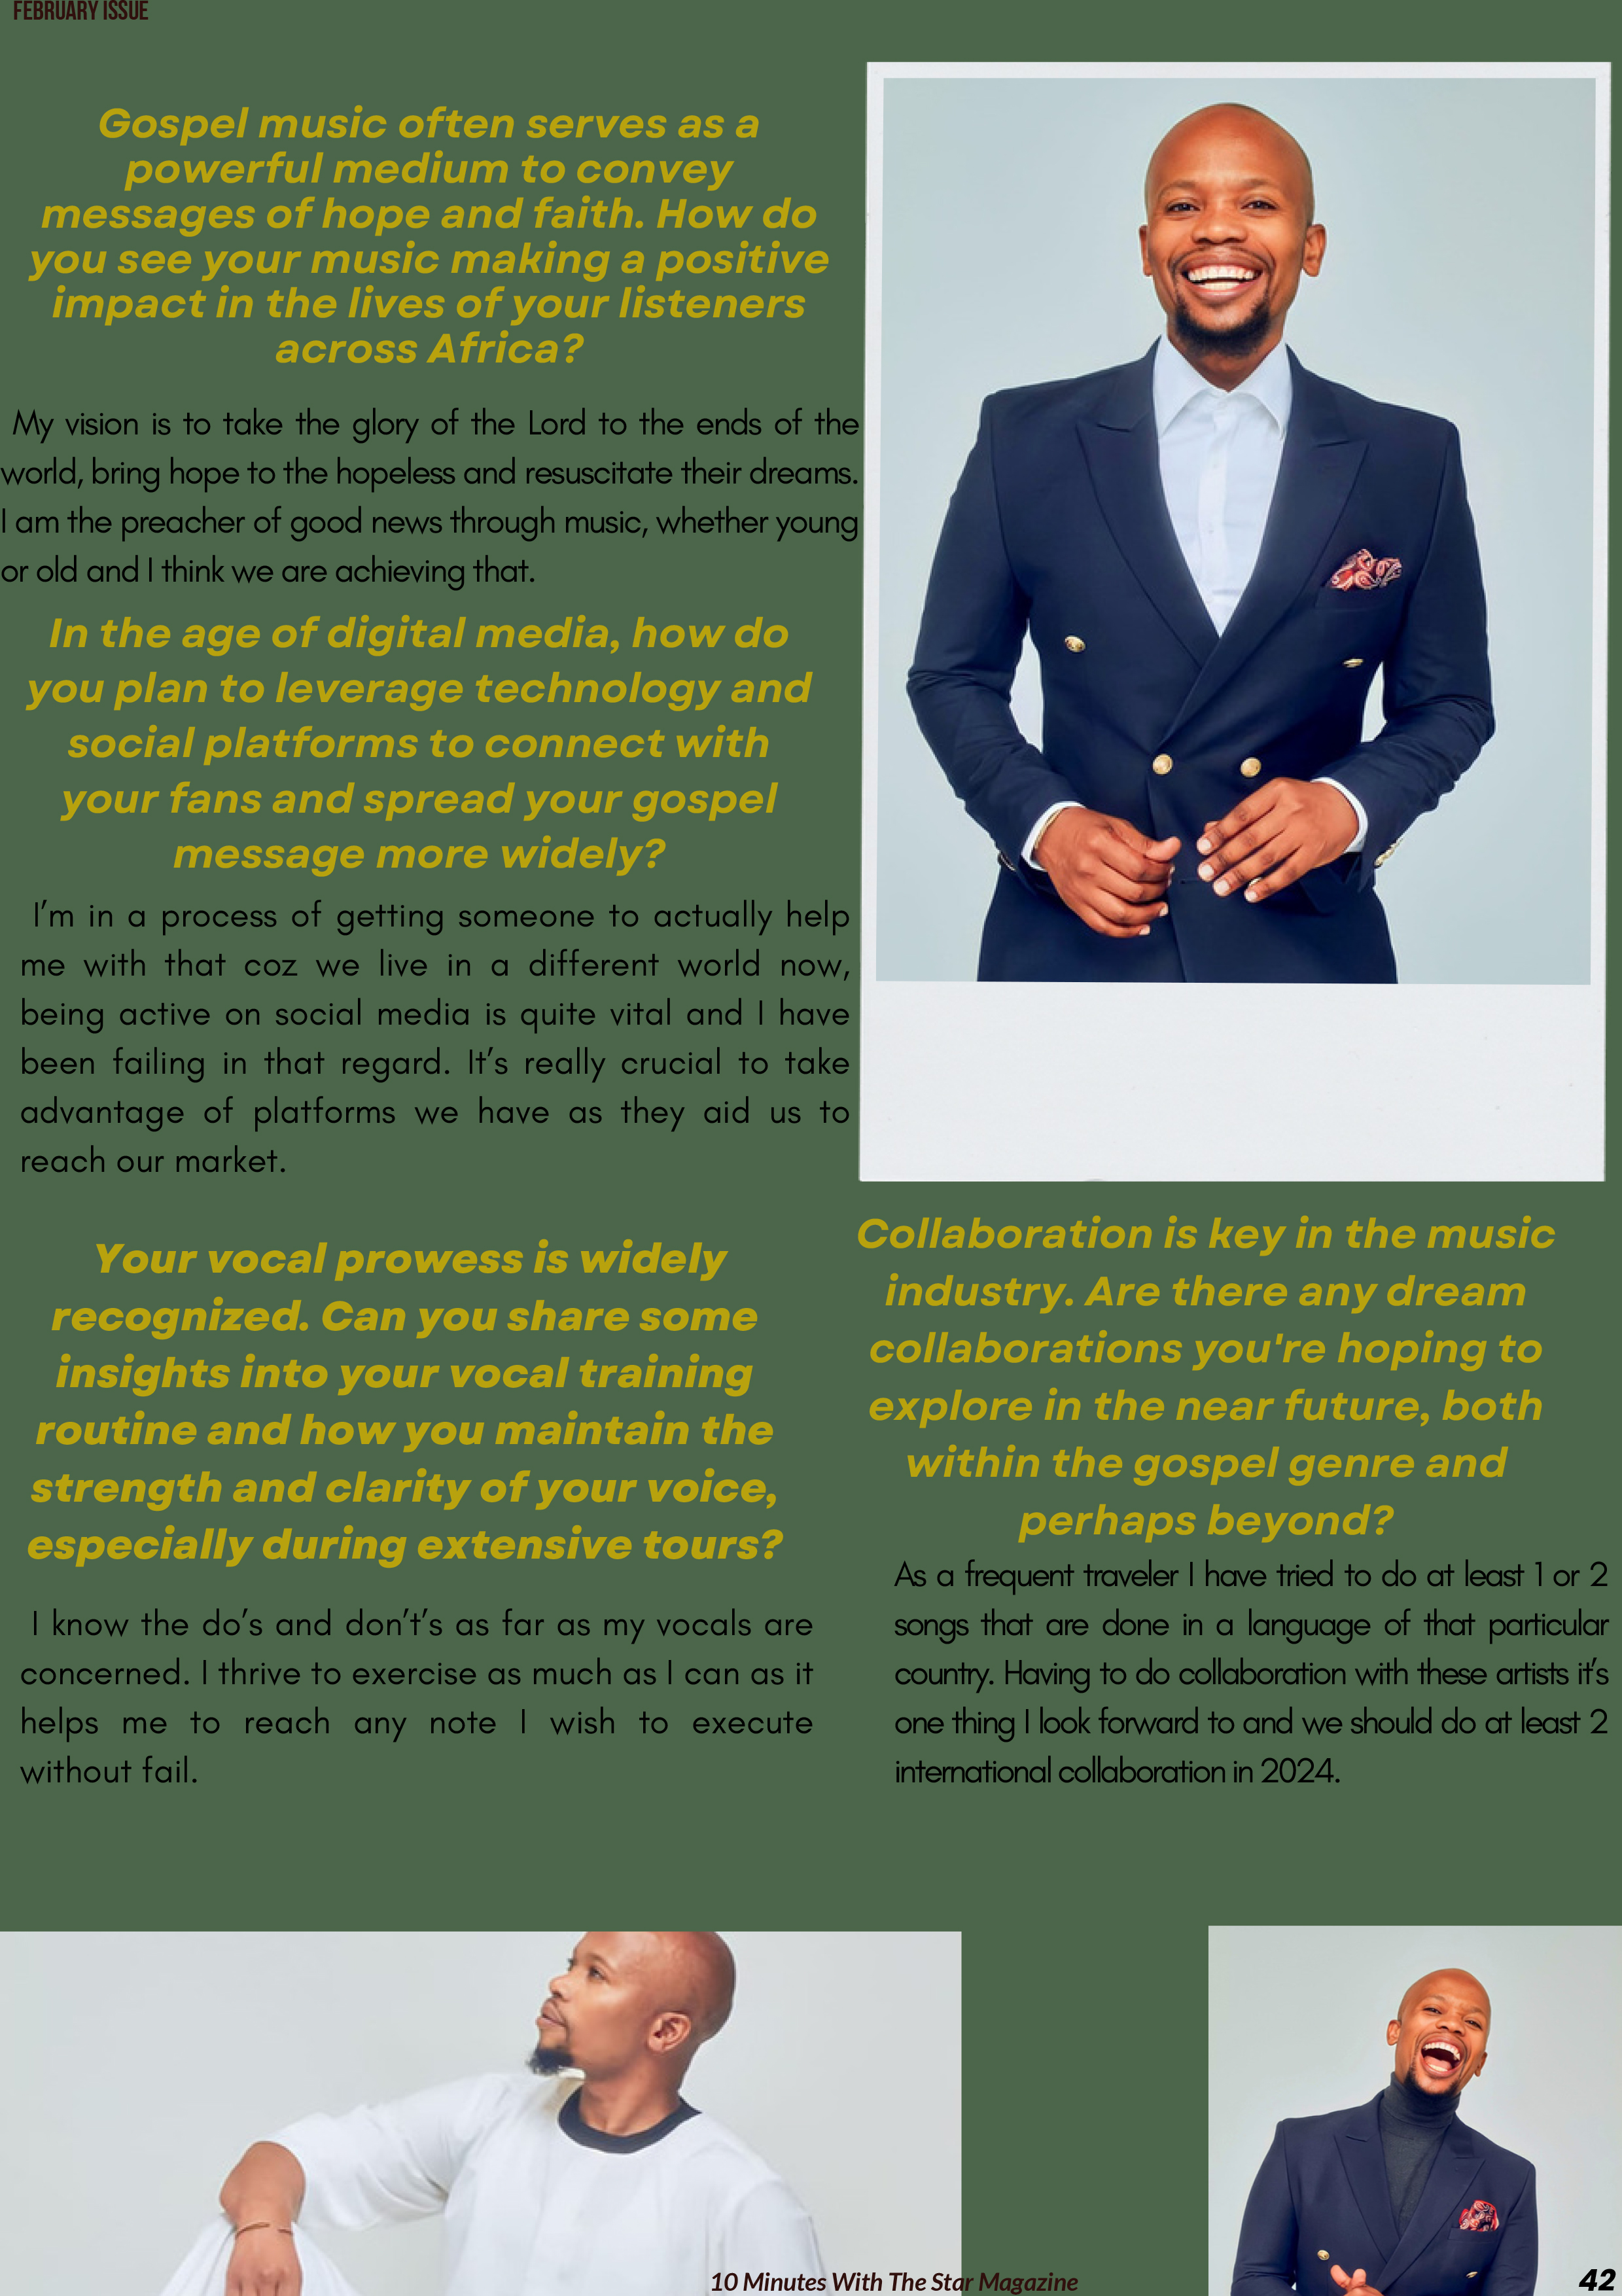 FEBRUARY ISSUE
Gospel music often serves as a
powerful medium to convey
messages of hope and faith. How do
you see your music making a positive
impact in the lives of your listeners
across Africa?
My vision is to take the glory of the Lord to the ends of the
world, bring hope to the hopeless and resuscitate their dreams.
I am the preacher of good news through music, whether young
or old and I think we are achieving that.
In the age of digital media, how do
you plan to leverage technology and
social platforms to connect with
your fans and spread your gospel
message more widely?
I’m in a process of getting someone to actually help
me with that coz we live in a different world now,
being active on social media is quite vital and I have
been failing in that regard. It’s really crucial to take
advantage of platforms we have as they aid us to
reach our market.
Your vocal prowess is widely
recognized. Can you share some
insights into your vocal training
routine and how you maintain the
strength and clarity of your voice,
especially during extensive tours?
I know the do’s and don’t’s as far as my vocals are
concerned. I thrive to exercise as much as I can as it
helps me to reach any note I wish to execute
without fail.
Collaboration is key in the music
industry. Are there any dream
collaborations you're hoping to
explore in the near future, both
within the gospel genre and
perhaps beyond?
As a frequent traveler I have tried to do at least 1 or 2
songs that are done in a language of that particular
country. Having to do collaboration with these artists it’s
one thing I look forward to and we should do at least 2
international collaboration in 2024.
10 Minutes With The Star Magazine
42